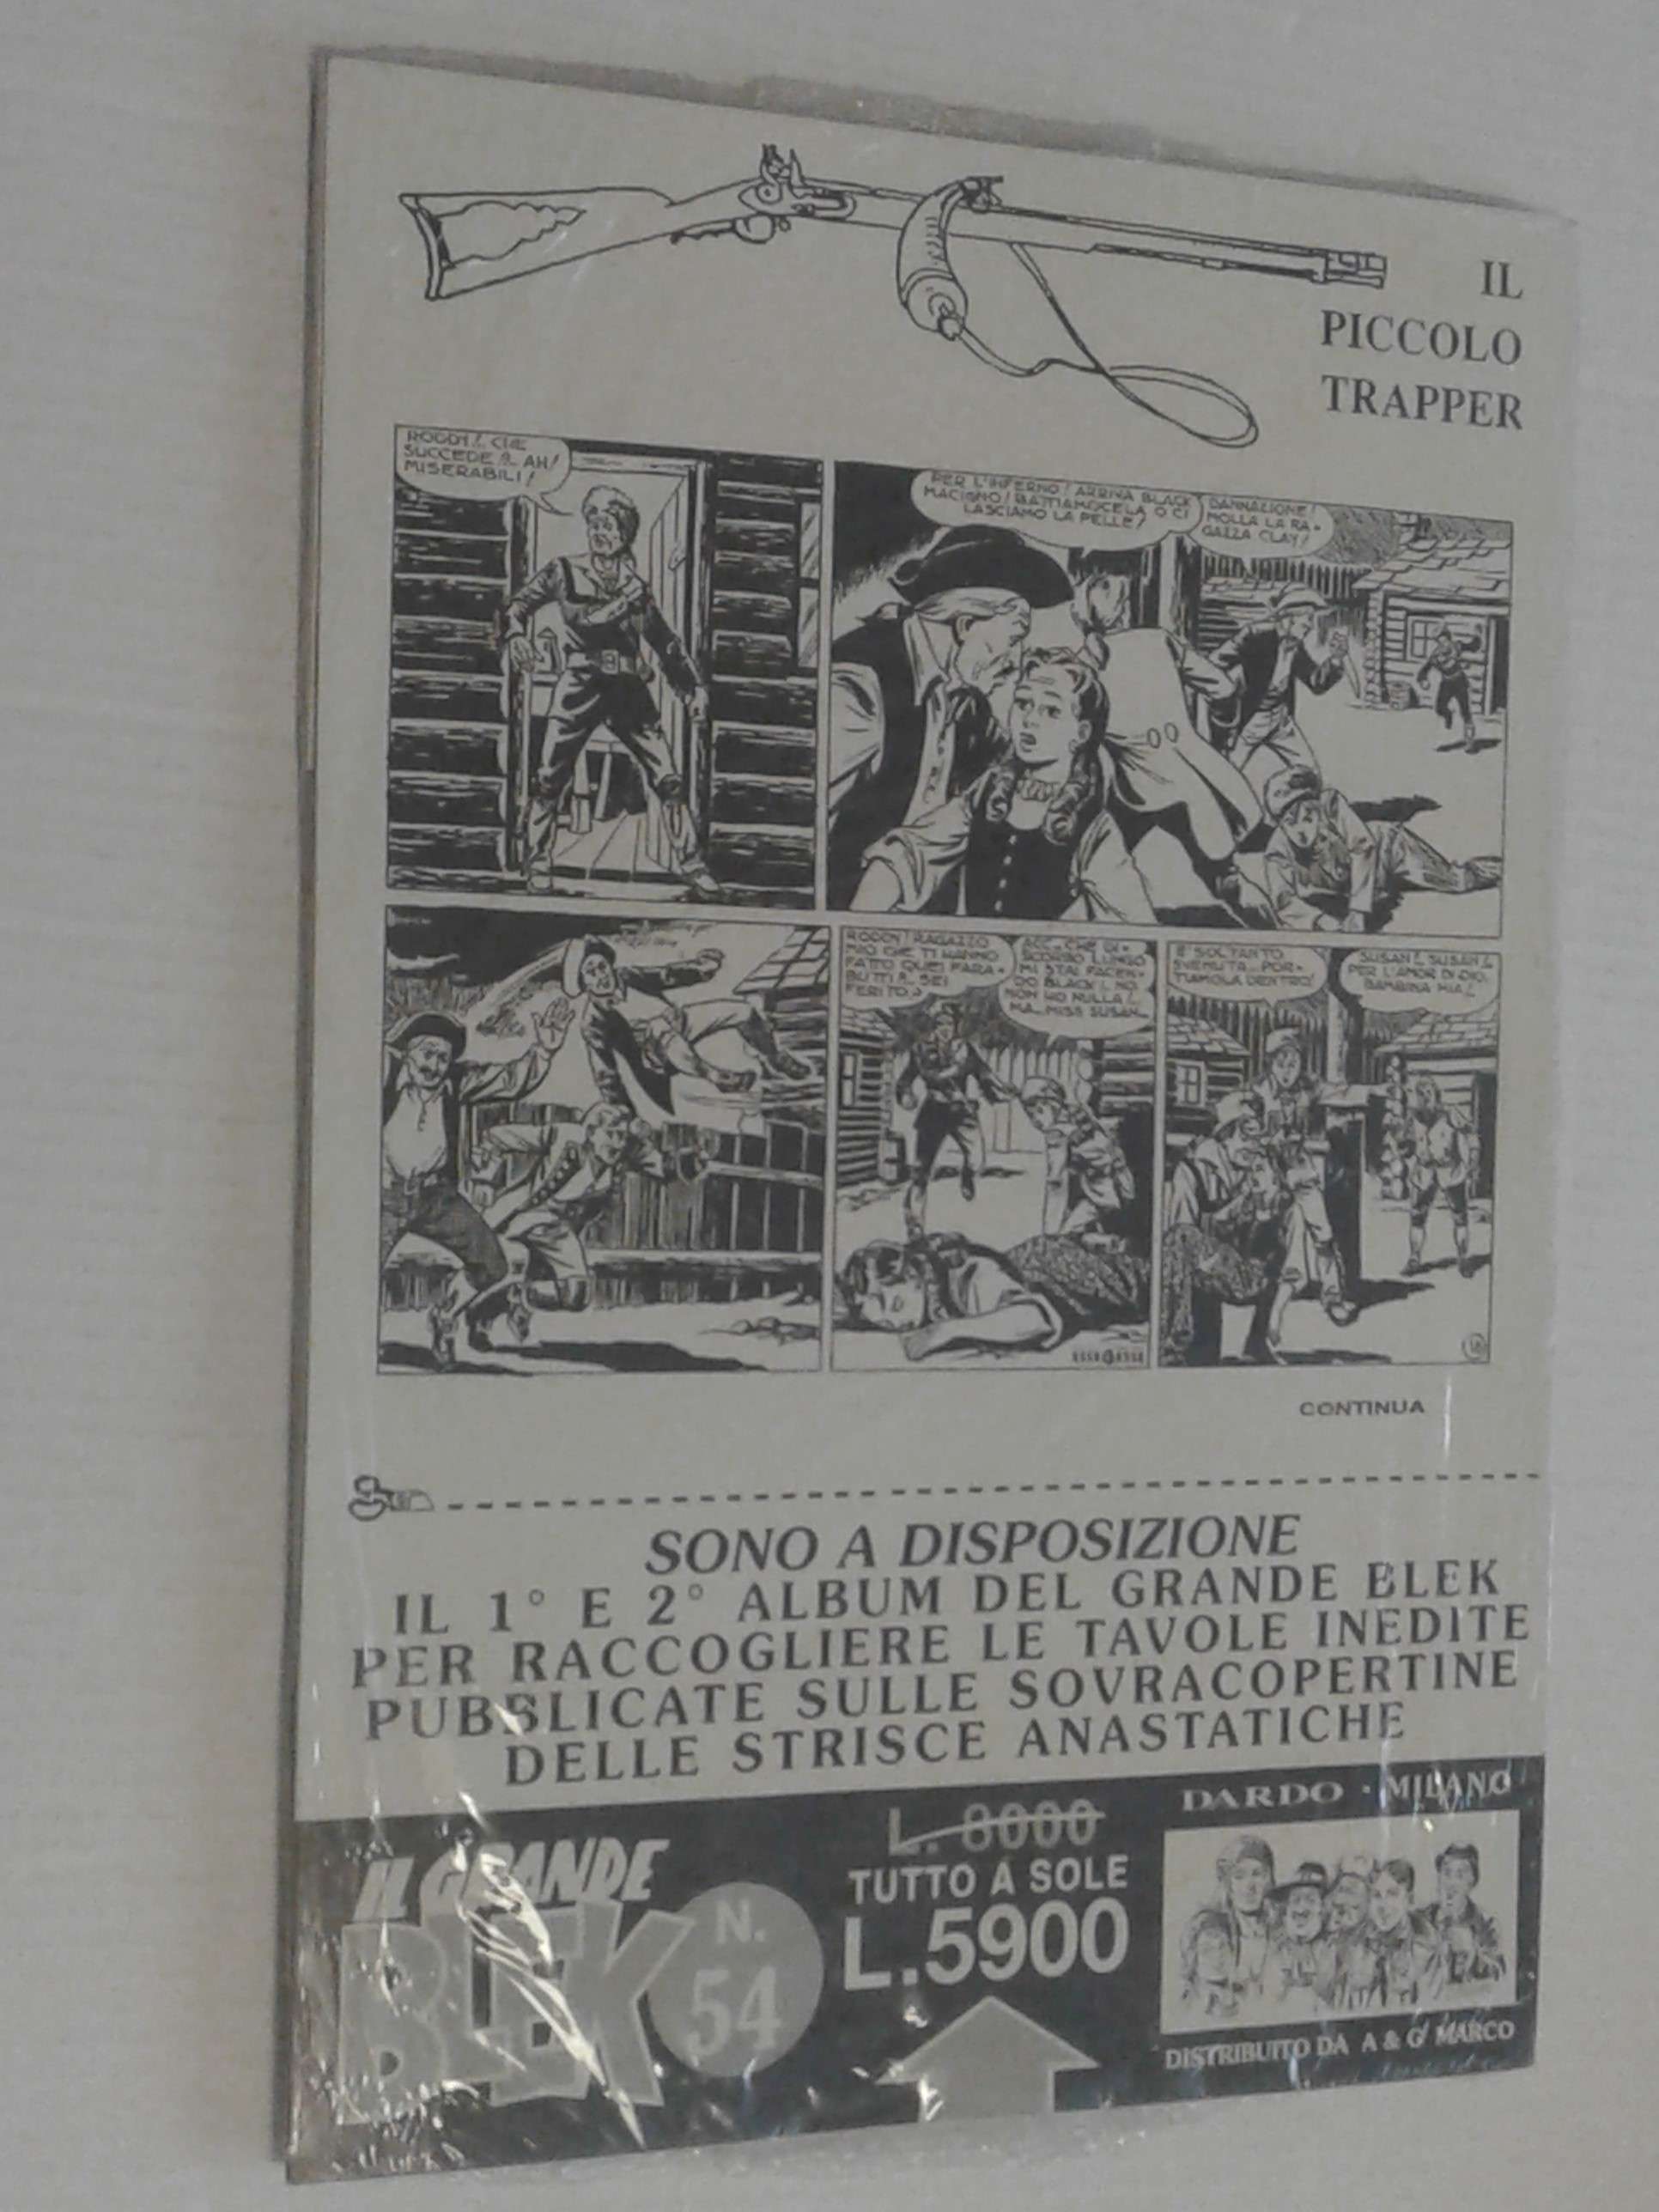 IL
PICCOLO
TRAPPER
RODDY!.. CHE
SUCCEDE ?.. AH!
MISERABILI!
PER L'INFERNO! ARRIVA BLACK
MACIGNO! BATTIAMOCELA O CI
LASCIAMO LA PELLE!
DANNAZIONE!
MOLLA LA RA-
GAZZA CLAY!
RODDY! RAGAZZO
MIO CHE TI HANNO
FATTO QUEI FARA-
BUTTI ?.. SEI
FERITO?
ACC.. CHE DI-
SCORSO LUNGO
MI STAI FACEN-
DO BLACK!.. NO.
NON HO NULLA!..
MA.. MISS SUSAN..
E' SOLTANTO
SVENUTA.. POR-
TIAMOLA DENTRO!
SUSAN!.. SUSAN!..
PER L'AMOR DI DIO..
BAMBINA MIA!..
CONTINUA
SONO A DISPOSIZIONE
IL 1° E 2° ALBUM DEL GRANDE BLEK
PER RACCOGLIERE LE TAVOLE INEDITE
PUBBLICATE SULLE SOVRACOPERTINE
DELLE STRISCE ANASTATICHE
IL GRANDE
BLEK
N.
54
L. 8000
TUTTO A SOLE
L.5900
DARDO - MILANO
DISTRIBUITO DA A & G MARCO